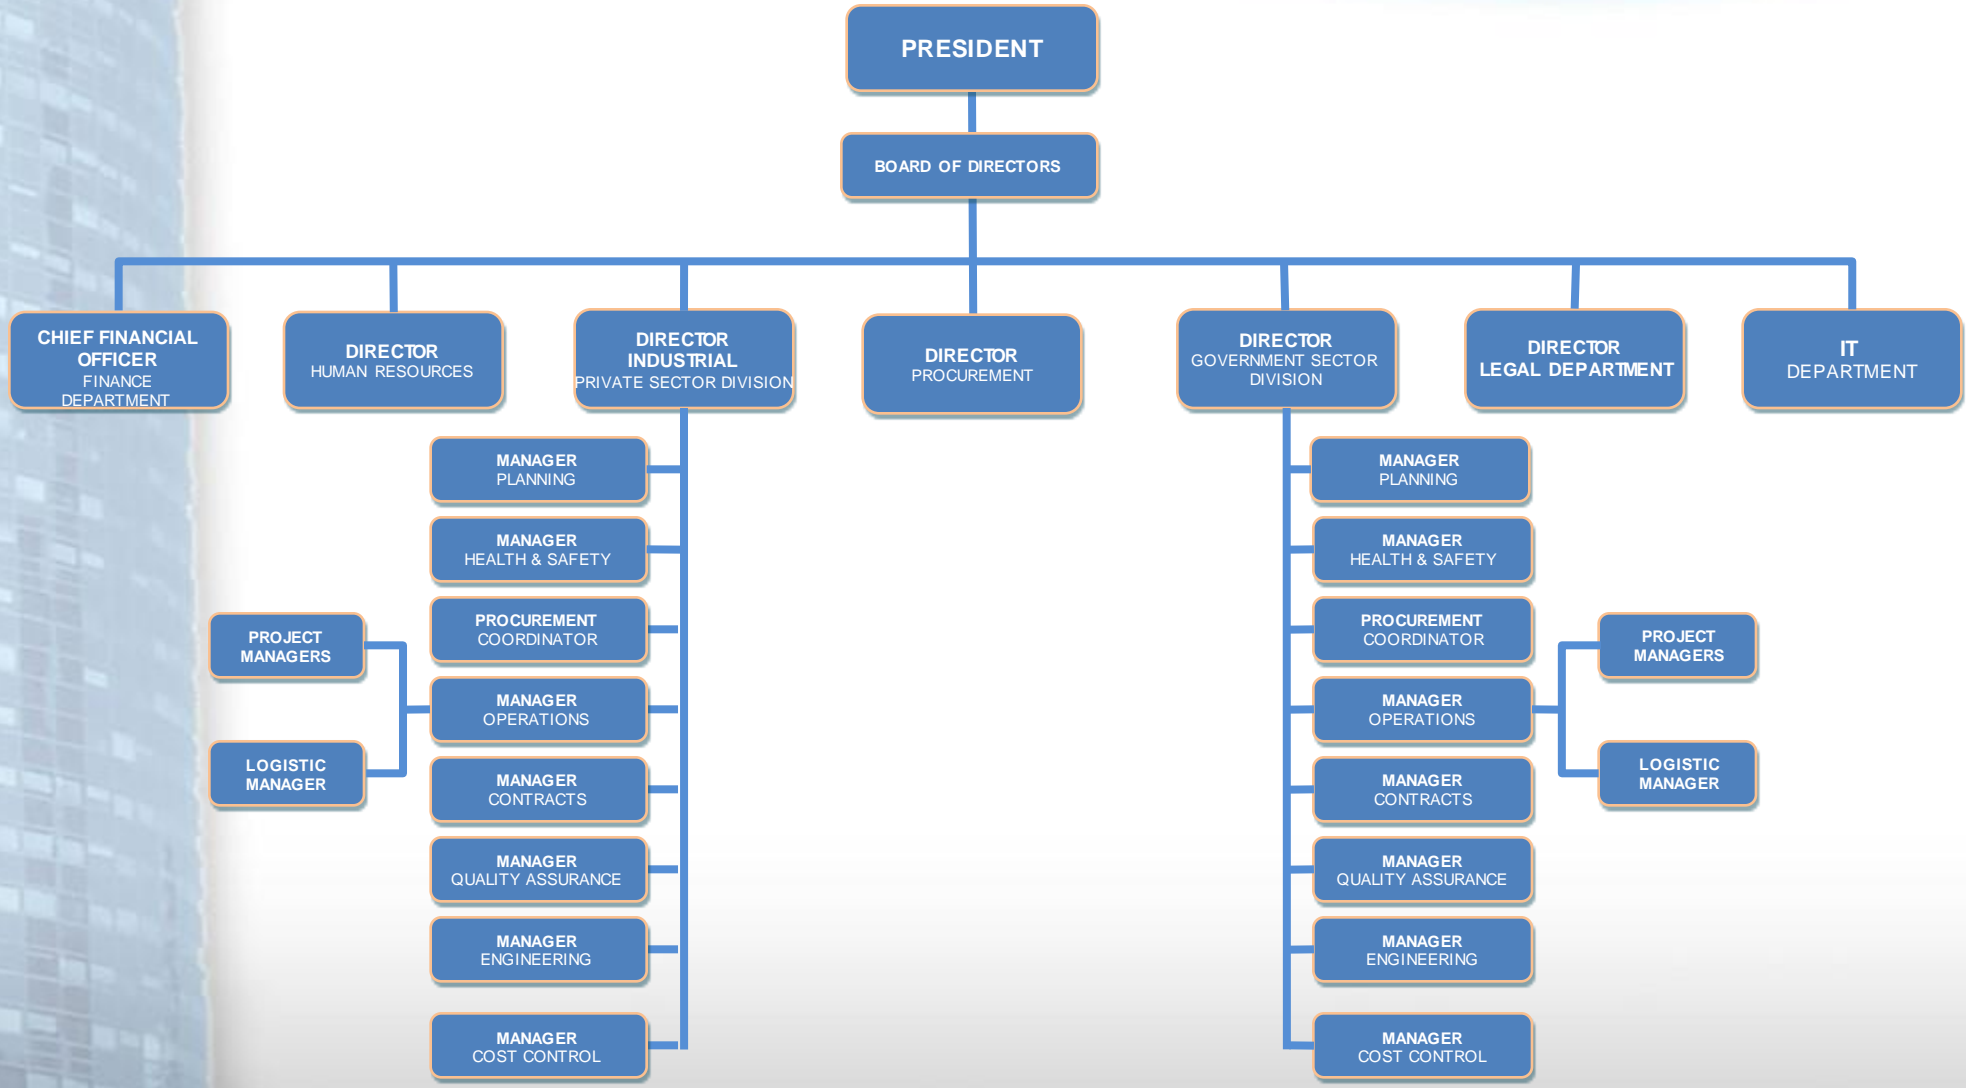 PRESIDENT
BOARD OF DIRECTORS
CHIEF FINANCIAL
OFFICER
FINANCE
DEPARTMENT
DIRECTOR
HUMAN RESOURCES
DIRECTOR
INDUSTRIAL
PRIVATE SECTOR DIVISION
DIRECTOR
PROCUREMENT
DIRECTOR
GOVERNMENT SECTOR
DIVISION
DIRECTOR
LEGAL DEPARTMENT
IT
DEPARTMENT
MANAGER
PLANNING
MANAGER
HEALTH & SAFETY
PROCUREMENT
COORDINATOR
MANAGER
OPERATIONS
PROJECT
MANAGERS
LOGISTIC
MANAGER
MANAGER
CONTRACTS
MANAGER
QUALITY ASSURANCE
MANAGER
ENGINEERING
MANAGER
COST CONTROL
MANAGER
PLANNING
MANAGER
HEALTH & SAFETY
PROCUREMENT
COORDINATOR
MANAGER
OPERATIONS
PROJECT
MANAGERS
LOGISTIC
MANAGER
MANAGER
CONTRACTS
MANAGER
QUALITY ASSURANCE
MANAGER
ENGINEERING
MANAGER
COST CONTROL